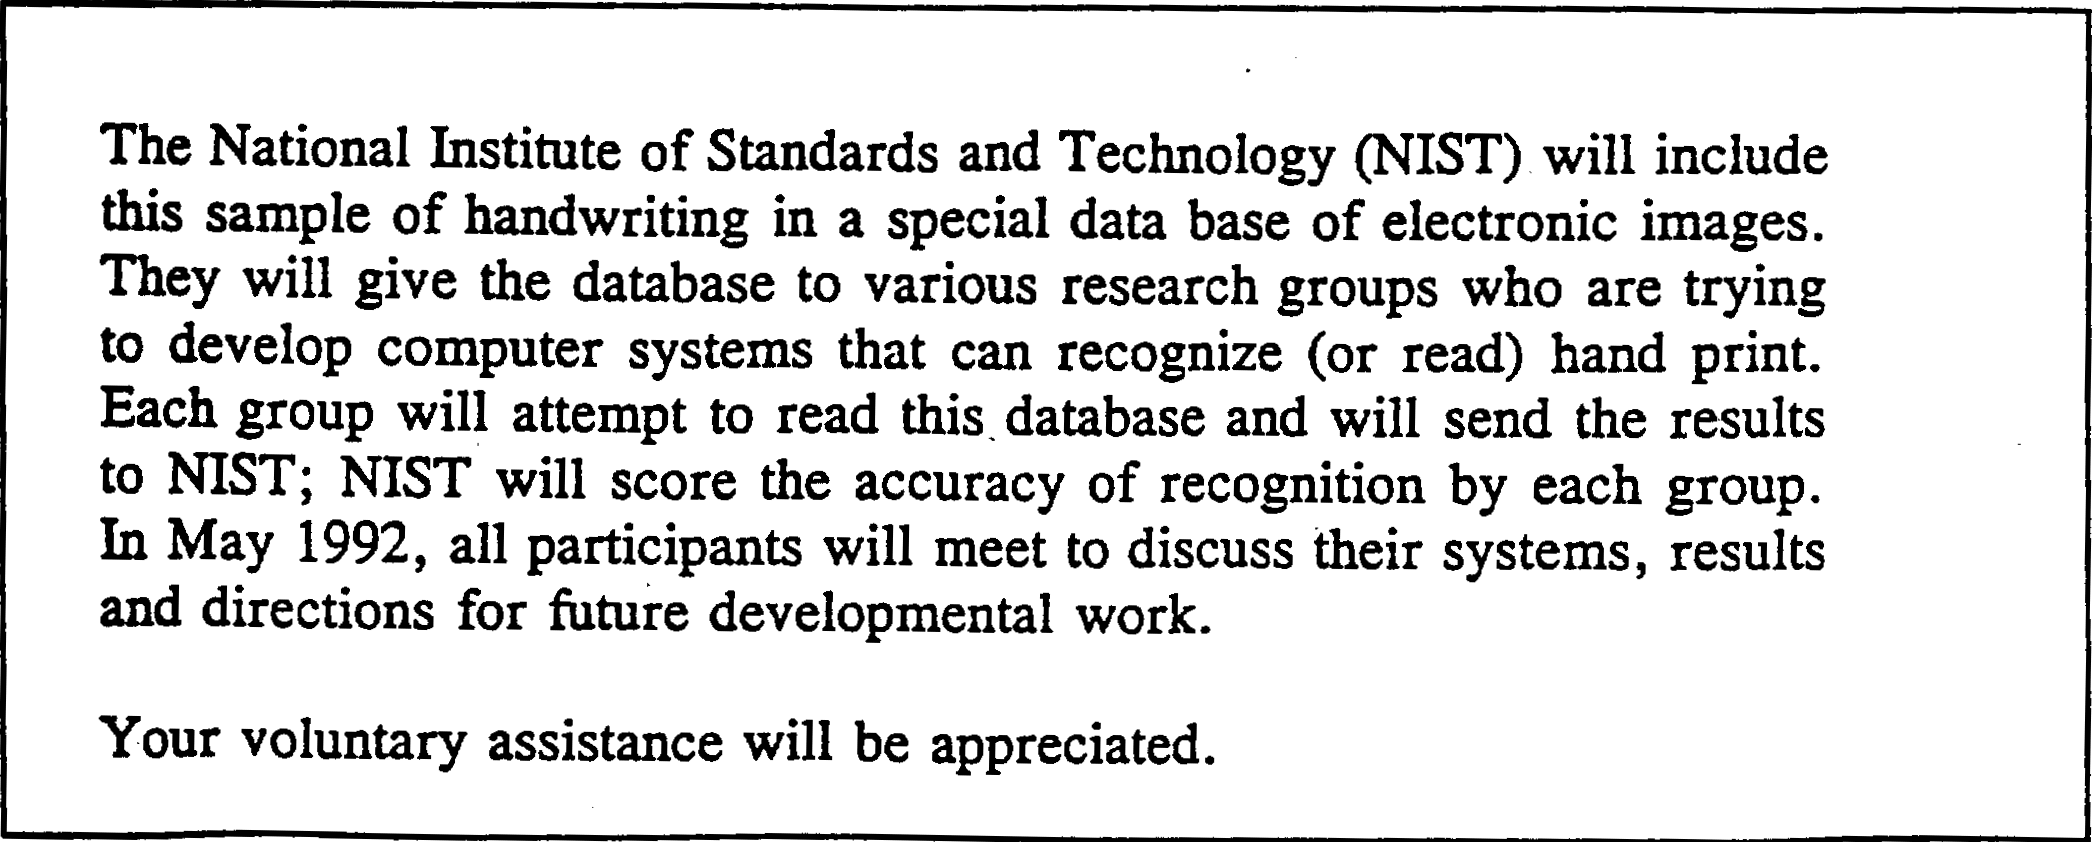 The National Institute of Standards and Technology (NIST) will include
this sample of handwriting in a special data base of electronic images.
They will give the database to various research groups who are trying
to develop computer systems that can recognize (or read) hand print.
Each group will attempt to read this database and will send the results
to NIST; NIST will score the accuracy of recognition by each group.
In May 1992, all participants will meet to discuss their systems, results
and directions for future developmental work.
Your voluntary assistance will be appreciated.